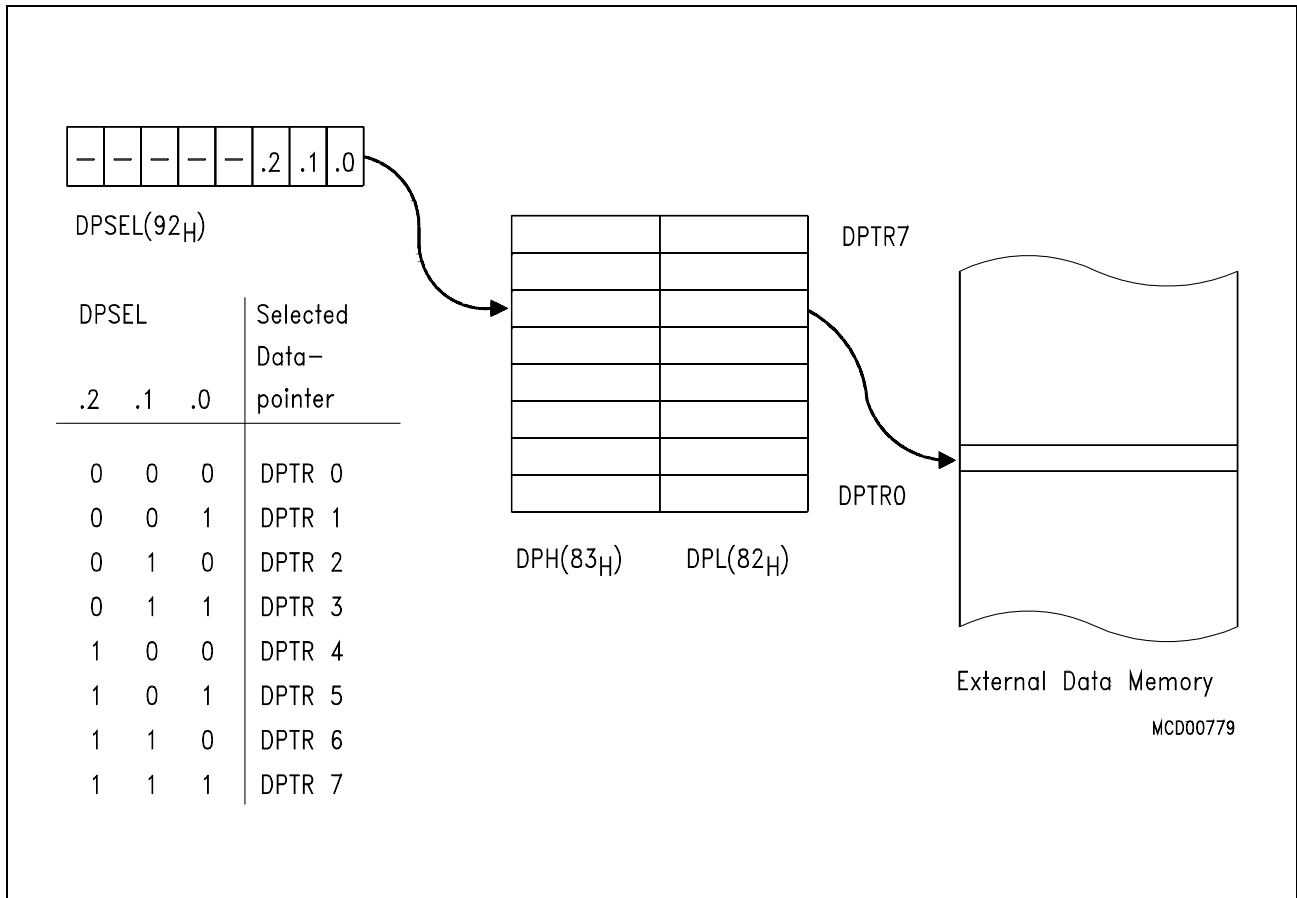 – – – – – .2 .1 .0
DPSEL(92H)
DPSEL
Selected
Data–
pointer
.2 .1 .0
0 0 0 DPTR 0
0 0 1 DPTR 1
0 1 0 DPTR 2
0 1 1 DPTR 3
1 0 0 DPTR 4
1 0 1 DPTR 5
1 1 0 DPTR 6
1 1 1 DPTR 7
DPTR7
DPTR0
DPH(83H) DPL(82H)
External Data Memory
MCD00779